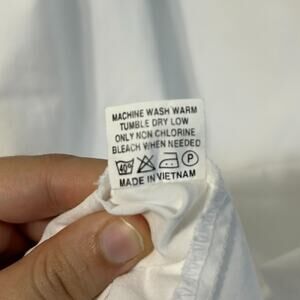 MACHINE WASH WARM
TUMBLE DRY LOW
ONLY NON CHLORINE
BLEACH WHEN NEEDED
40° P
MADE IN VIETNAM